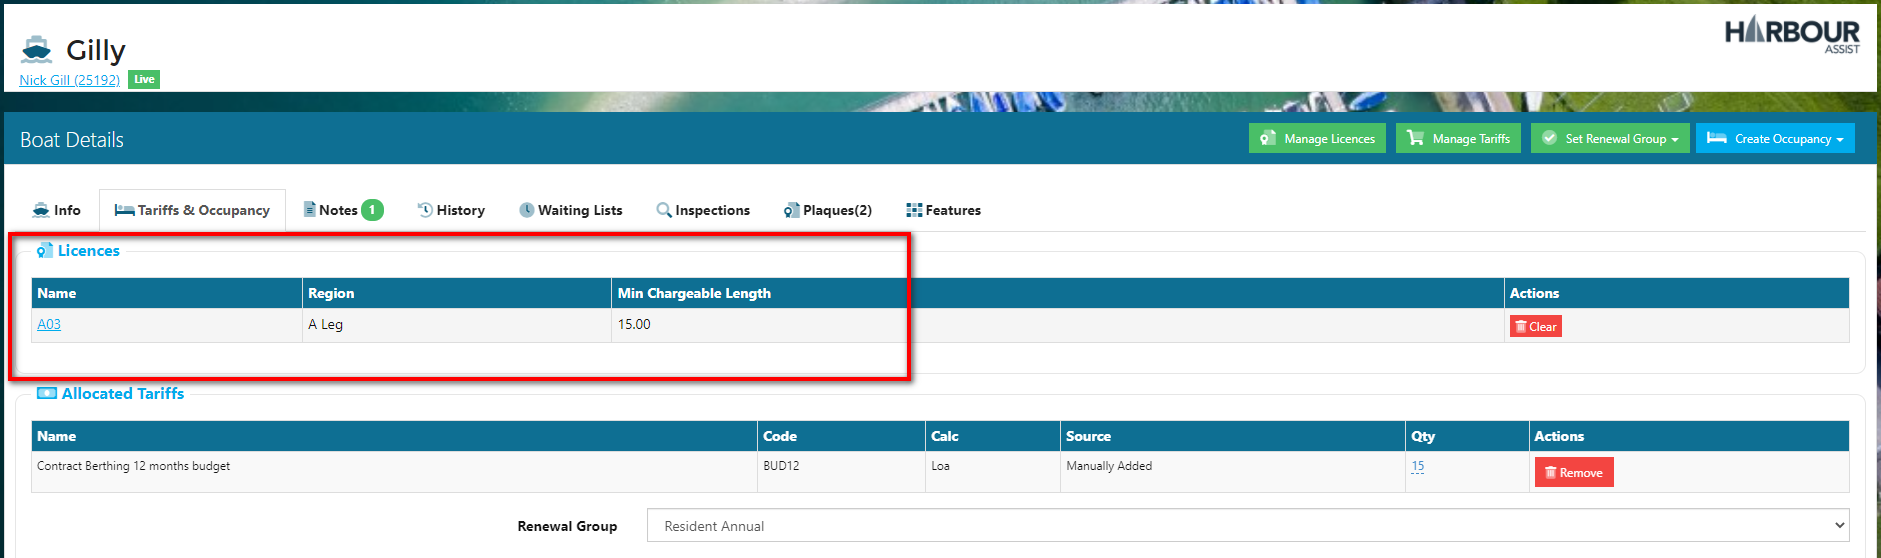 Gilly
HARBOUR
ASSIST
Nick Gill (25192) Live
Boat Details Manage Licences Manage Tariffs Set Renewal Group Create Occupancy
Info Tariffs & Occupancy Notes 1 History Waiting Lists Inspections Plaques(2) Features
Licences
Name Region Min Chargeable Length Actions
A03 A Leg 15.00 Clear
Allocated Tariffs
Name Code Calc Source Qty Actions
Contract Berthing 12 months budget BUD12 Loa Manually Added 15 Remove
Renewal Group Resident Annual